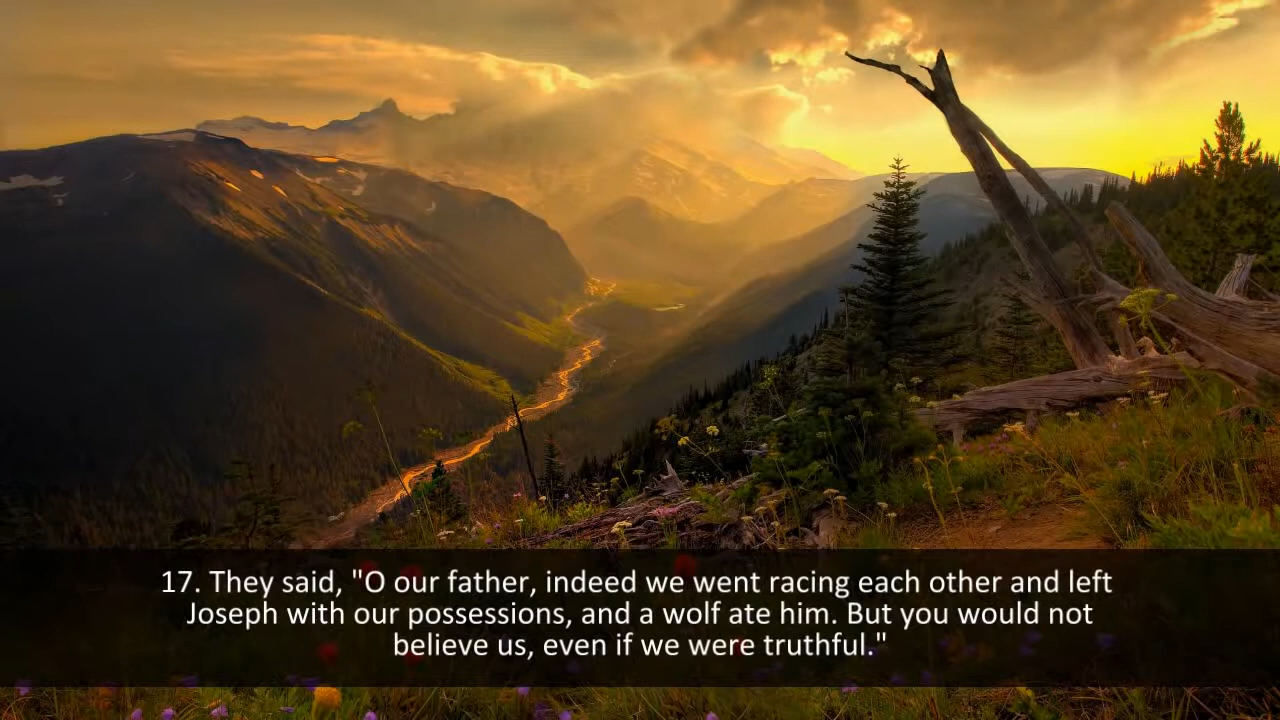 17. They said, "O our father, indeed we went racing each other and left
Joseph with our possessions, and a wolf ate him. But you would not
believe us, even if we were truthful."